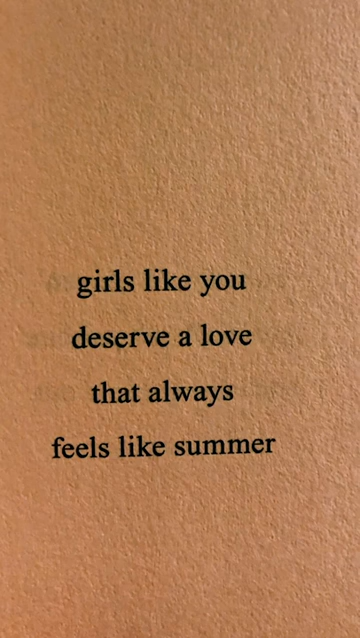 girls like you
deserve a love
that always
feels like summer